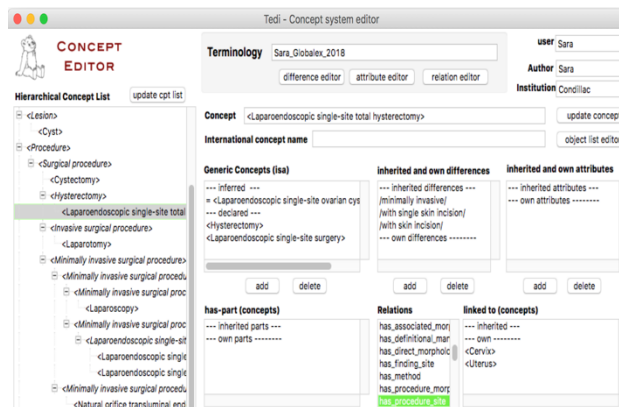 Tedi - Concept system editor
CONCEPT
EDITOR
Terminology
Sara_Globalex_2018
difference editor
attribute editor
relation editor
user
Sara
Author
Sara
Institution
Condillac
Hierarchical Concept List
update cpt list
<Lesion>
<Cyst>
<Procedure>
<Surgical procedure>
<Cystectomy>
<Hysterectomy>
<Laparoendoscopic single-site total
<Invasive surgical procedure>
<Laparotomy>
<Minimally invasive surgical procedure>
<Minimally invasive surgical procedu
<Minimally invasive surgical proc
<Laparoscopy>
<Minimally invasive surgical proc
<Laparoendoscopic single-sit
<Laparoendoscopic single
<Laparoendoscopic single
<Minimally invasive surgical procedu
<Natural orifice transluminal end
Concept
<Laparoendoscopic single-site total hysterectomy>
update concept
International concept name
object list editor
Generic Concepts (isa)
--- inferred ---
= <Laparoendoscopic single-site ovarian cys
--- declared ---
<Hysterectomy>
<Laparoendoscopic single-site surgery>
add
delete
inherited and own differences
--- inherited differences ---
/minimally invasive/
/with single skin incision/
/with skin incision/
--- own differences --------
add
delete
inherited and own attributes
--- inherited attributes ---
--- own attributes --------
add
delete
has-part (concepts)
--- inherited parts ---
--- own parts --------
Relations
has_associated_mor
has_definitional_mar
has_direct_morpholo
has_finding_site
has_method
has_procedure_morp
has_procedure_site
linked to (concepts)
--- inherited ---
--- own ---
<Cervix>
<Uterus>